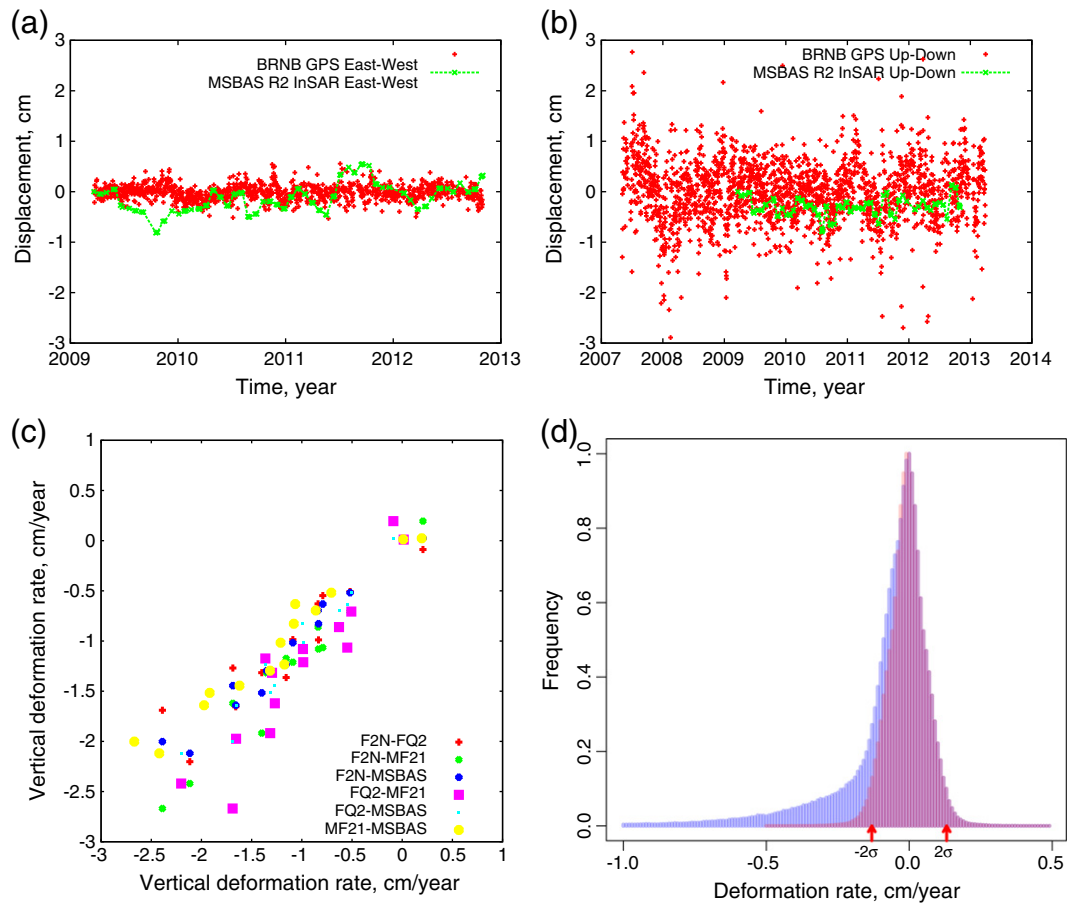 (a)
3
2
1
0
-1
-2
-3
Displacement, cm
BRNB GPS East-West
MSBAS R2 InSAR East-West
2009
2010
2011
2012
2013
Time, year
(b)
3
2
1
0
-1
-2
-3
Displacement, cm
BRNB GPS Up-Down
MSBAS R2 InSAR Up-Down
2007
2008
2009
2010
2011
2012
2013
2014
Time, year
(c)
1
0.5
0
-0.5
-1
-1.5
-2
-2.5
-3
Vertical deformation rate, cm/year
F2N-FQ2
F2N-MF21
F2N-MSBAS
FQ2-MF21
FQ2-MSBAS
MF21-MSBAS
-3
-2.5
-2
-1.5
-1
-0.5
0
0.5
1
Vertical deformation rate, cm/year
(d)
1.0
0.8
0.6
0.4
0.2
0.0
Frequency
-2σ
2σ
-1.0
-0.5
0.0
0.5
Deformation rate, cm/year